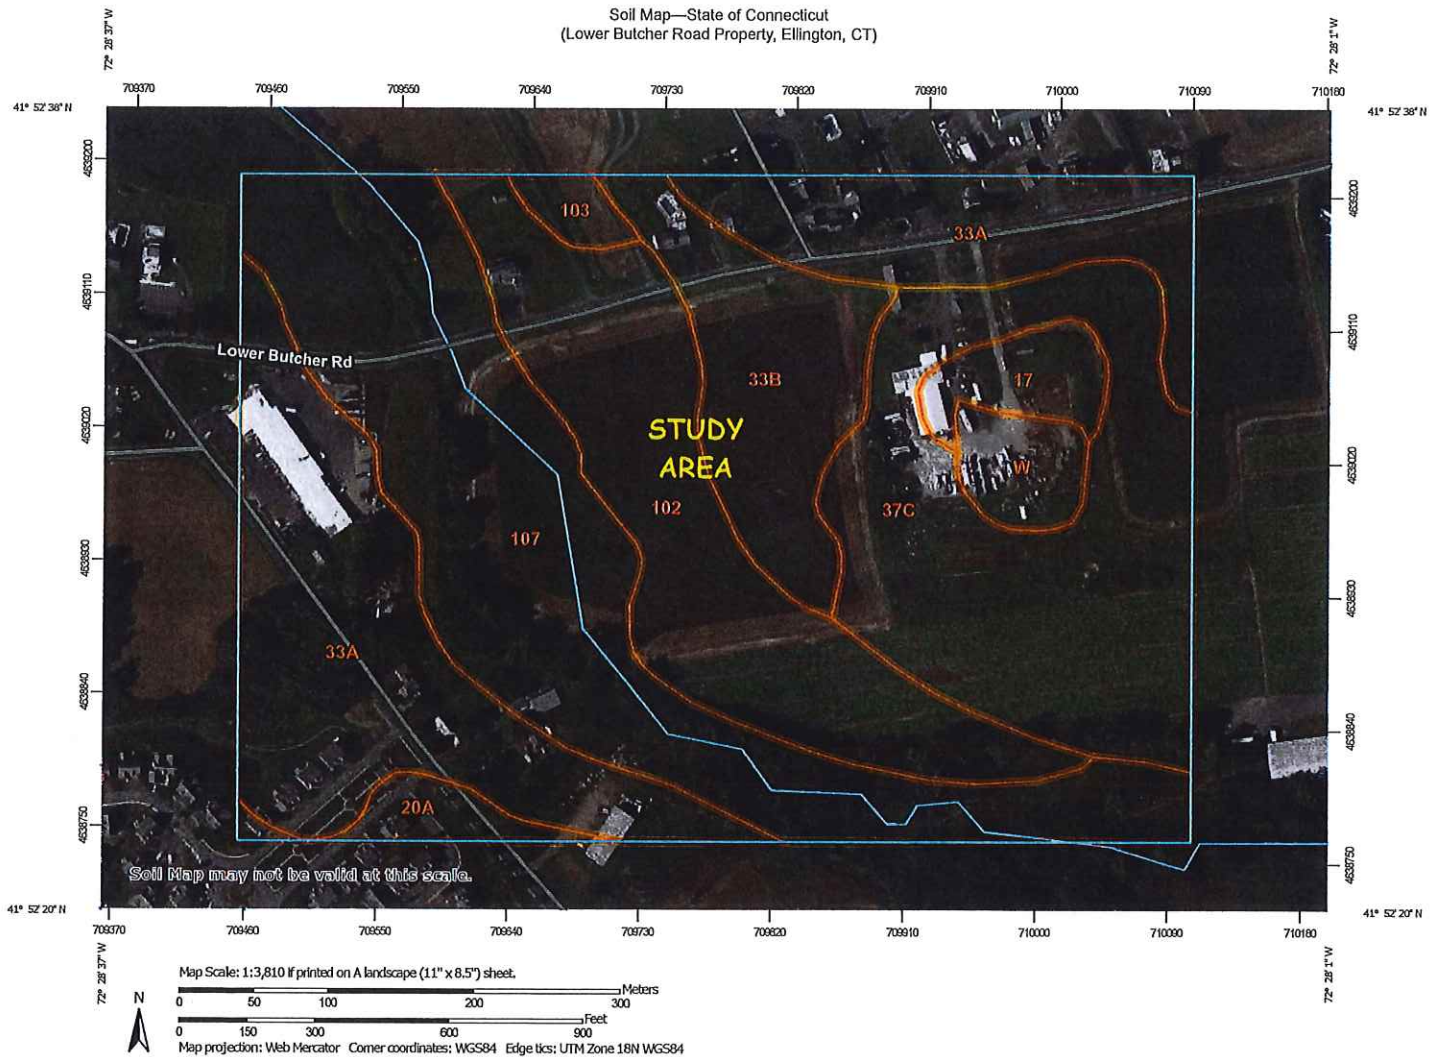 Soil Map—State of Connecticut
(Lower Butcher Road Property, Ellington, CT)
72° 28' 37" W
72° 28' 1" W
709370 709460 709550 709640 709730 709820 709910 710000 710090 710180
41° 52' 38" N
41° 52' 38" N
4639200
4639200
103
33A
4639110
4639110
Lower Butcher Rd
33B
17
4639020
4639020
STUDY
AREA
W
102
37C
107
4638930
4638930
33A
4638840
4638840
20A
4638750
4638750
Soil Map may not be valid at this scale.
41° 52' 20" N
41° 52' 20" N
709370 709460 709550 709640 709730 709820 709910 710000 710090 710180
72° 28' 37" W
72° 28' 1" W
Map Scale: 1:3,810 if printed on A landscape (11" x 8.5") sheet.
N
Meters
0 50 100 200 300
Feet
0 150 300 600 900
Map projection: Web Mercator Corner coordinates: WGS84 Edge tics: UTM Zone 18N WGS84